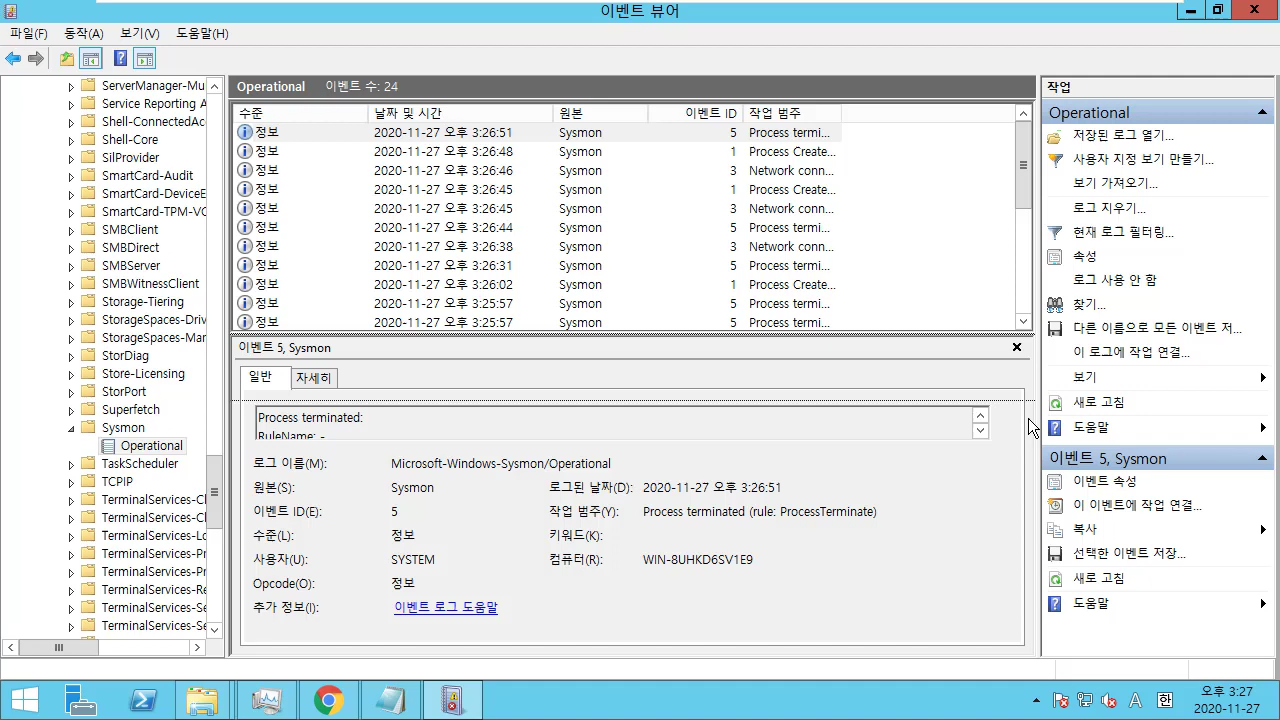 이벤트 뷰어
파일(F) 동작(A) 보기(V) 도움말(H)
ServerManager-Mu
Service Reporting A
Shell-ConnectedAc
Shell-Core
SilProvider
SmartCard-Audit
SmartCard-DeviceE
SmartCard-TPM-VC
SMBClient
SMBDirect
SMBServer
SMBWitnessClient
Storage-Tiering
StorageSpaces-Driv
StorageSpaces-Mar
StorDiag
Store-Licensing
StorPort
Superfetch
Sysmon
Operational
TaskScheduler
TCPIP
TerminalServices-Cl
TerminalServices-Cl
TerminalServices-Lo
TerminalServices-Pr
TerminalServices-Pr
TerminalServices-Re
TerminalServices-Se
TerminalServices-Se
Operational 이벤트 수: 24
수준 날짜 및 시간 원본 이벤트 ID 작업 범주
정보 2020-11-27 오후 3:26:51 Sysmon 5 Process termi...
정보 2020-11-27 오후 3:26:48 Sysmon 1 Process Create...
정보 2020-11-27 오후 3:26:46 Sysmon 3 Network conn...
정보 2020-11-27 오후 3:26:45 Sysmon 1 Process Create...
정보 2020-11-27 오후 3:26:45 Sysmon 3 Network conn...
정보 2020-11-27 오후 3:26:44 Sysmon 5 Process termi...
정보 2020-11-27 오후 3:26:38 Sysmon 3 Network conn...
정보 2020-11-27 오후 3:26:31 Sysmon 5 Process termi...
정보 2020-11-27 오후 3:26:02 Sysmon 1 Process Create...
정보 2020-11-27 오후 3:25:57 Sysmon 5 Process termi...
정보 2020-11-27 오후 3:25:57 Sysmon 5 Process termi...
이벤트 5, Sysmon
일반 자세히
Process terminated:
RuleName: -
로그 이름(M): Microsoft-Windows-Sysmon/Operational
원본(S): Sysmon 로그된 날짜(D): 2020-11-27 오후 3:26:51
이벤트 ID(E): 5 작업 범주(Y): Process terminated (rule: ProcessTerminate)
수준(L): 정보 키워드(K):
사용자(U): SYSTEM 컴퓨터(R): WIN-8UHKD6SV1E9
Opcode(O): 정보
추가 정보(I): 이벤트 로그 도움말
작업
Operational
저장된 로그 열기...
사용자 지정 보기 만들기...
보기 가져오기...
로그 지우기...
현재 로그 필터링...
속성
로그 사용 안 함
찾기...
다른 이름으로 모든 이벤트 저...
이 로그에 작업 연결...
보기
새로 고침
도움말
이벤트 5, Sysmon
이벤트 속성
이 이벤트에 작업 연결...
복사
선택한 이벤트 저장...
새로 고침
도움말
A 한
오후 3:27
2020-11-27